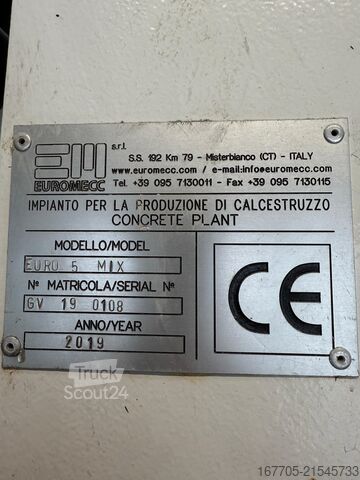 EM
EUROMECC
s.r.l.
S.S. 192 Km 79 - Misterbianco (CT) - ITALY
www.euromecc.com / e-mail:info@euromecc.com
Tel. +39 095 7130011 - Fax +39 095 7130115
IMPIANTO PER LA PRODUZIONE DI CALCESTRUZZO
CONCRETE PLANT
MODELLO/MODEL
EURO 5 MIX
Nº MATRICOLA/SERIAL Nº
GV 19 0108
ANNO/YEAR
2019
CE
Truck
Scout24
167705-21545733